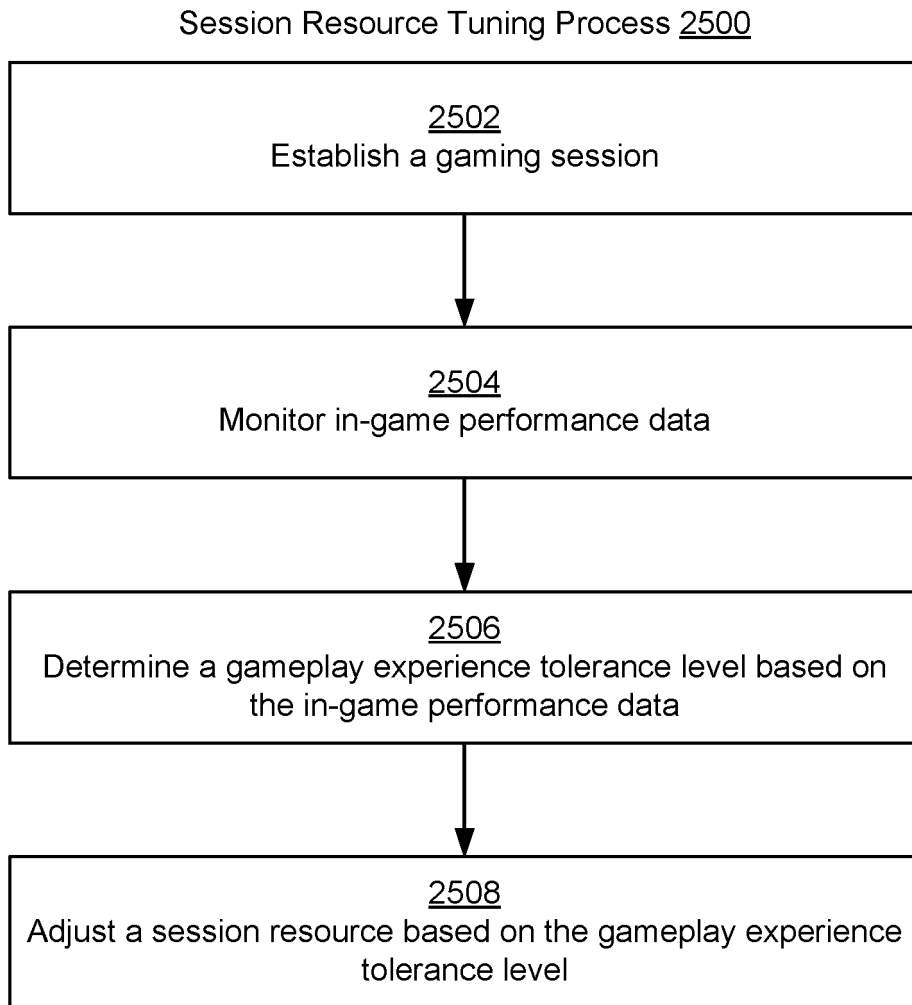 Session Resource Tuning Process 2500
2502
Establish a gaming session
2504
Monitor in-game performance data
2506
Determine a gameplay experience tolerance level based on
the in-game performance data
2508
Adjust a session resource based on the gameplay experience
tolerance level